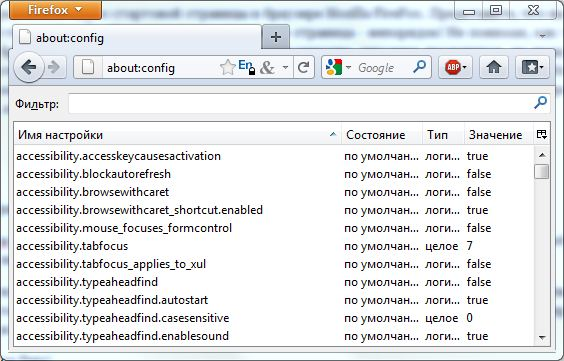 Firefox
about:config
about:config En & Google ABP
Фильтр:
Имя настройки Состояние Тип Значение
accessibility.accesskeycausesactivation по умолчан... логи... true
accessibility.blockautorefresh по умолчан... логи... false
accessibility.browsewithcaret по умолчан... логи... false
accessibility.browsewithcaret_shortcut.enabled по умолчан... логи... true
accessibility.mouse_focuses_formcontrol по умолчан... логи... false
accessibility.tabfocus по умолчан... целое 7
accessibility.tabfocus_applies_to_xul по умолчан... логи... false
accessibility.typeaheadfind по умолчан... логи... false
accessibility.typeaheadfind.autostart по умолчан... логи... true
accessibility.typeaheadfind.casesensitive по умолчан... целое 0
accessibility.typeaheadfind.enablesound по умолчан... логи... true